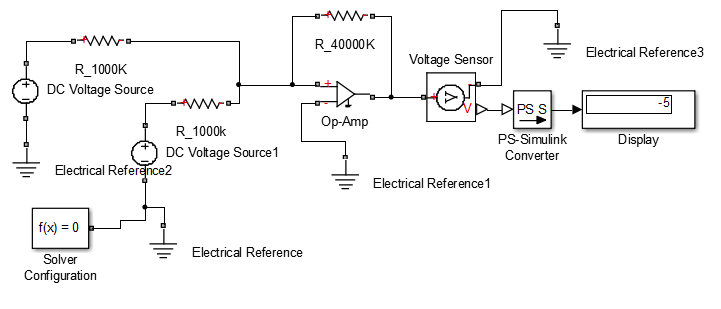 R_40000K
Voltage Sensor
Electrical Reference3
R_1000K
DC Voltage Source
+
-
Op-Amp
+
-
V
PS S
-5
PS-Simulink
Converter
Display
R_1000k
DC Voltage Source1
Electrical Reference2
Electrical Reference1
f(x) = 0
Solver
Configuration
Electrical Reference